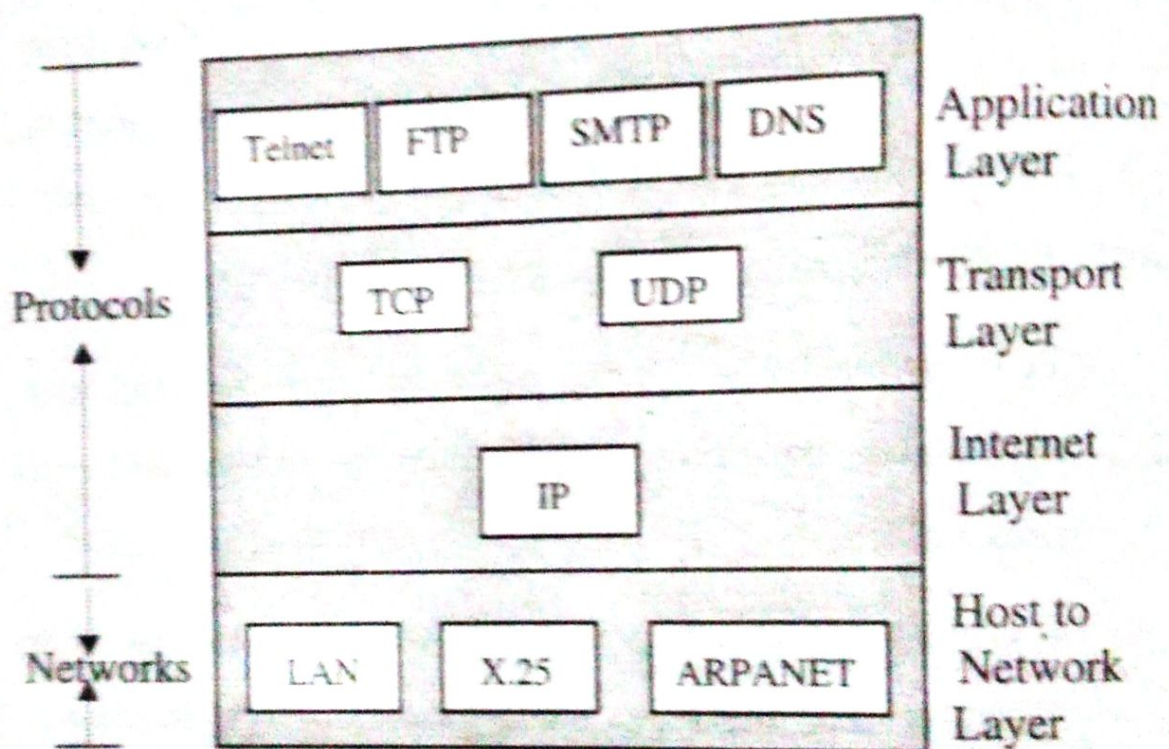 Telnet FTP SMTP DNS
Application
Layer
TCP UDP
Transport
Layer
Protocols
IP
Internet
Layer
LAN X.25 ARPANET
Host to
Network
Layer
Networks